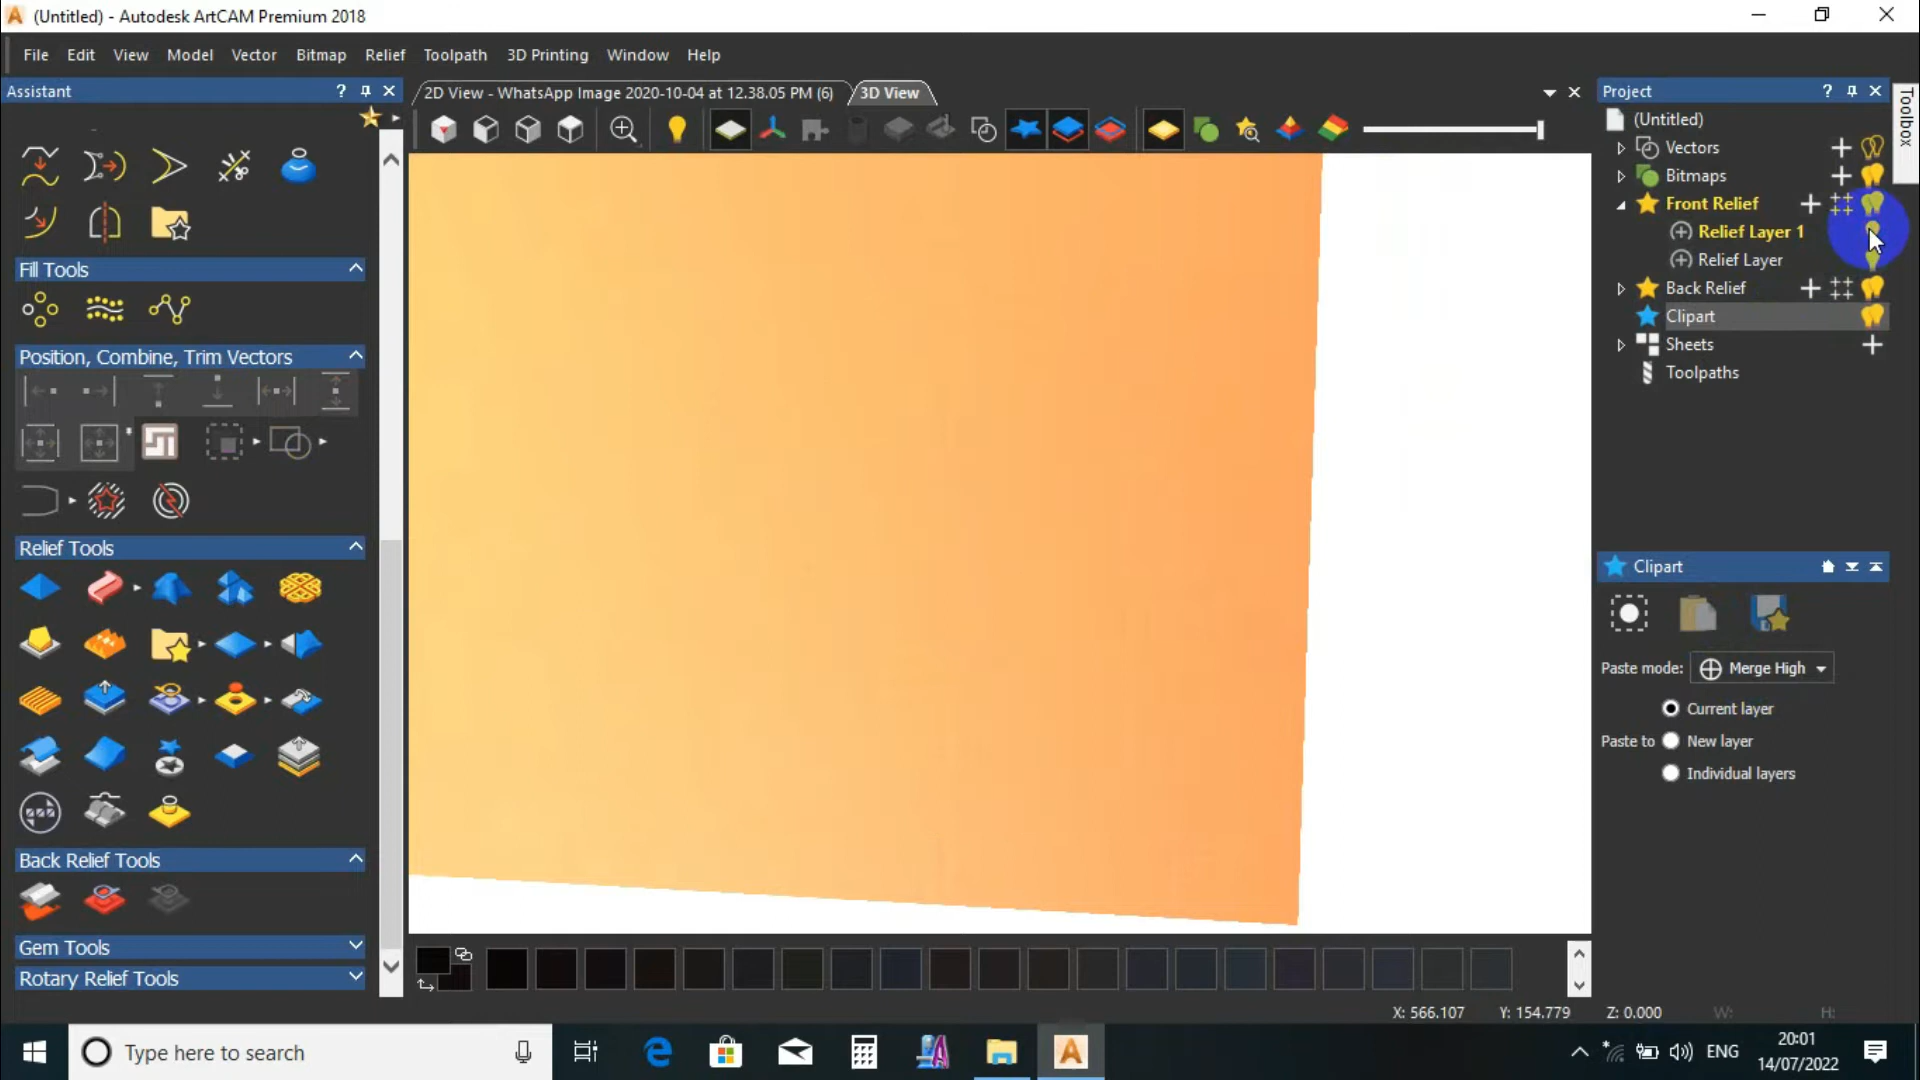 (Untitled) - Autodesk ArtCAM Premium 2018
File Edit View Model Vector Bitmap Relief Toolpath 3D Printing Window Help
Assistant
2D View - WhatsApp Image 2020-10-04 at 12.38.05 PM (6)
3D View
Project
Toolbox
(Untitled)
Vectors
Bitmaps
Front Relief
Relief Layer 1
Relief Layer
Back Relief
Clipart
Sheets
Toolpaths
Fill Tools
Position, Combine, Trim Vectors
Relief Tools
Back Relief Tools
Gem Tools
Rotary Relief Tools
Clipart
Paste mode: Merge High
Current layer
Paste to New layer
Individual layers
X: 566.107 Y: 154.779 Z: 0.000 W: H:
Type here to search
ENG
20:01
14/07/2022